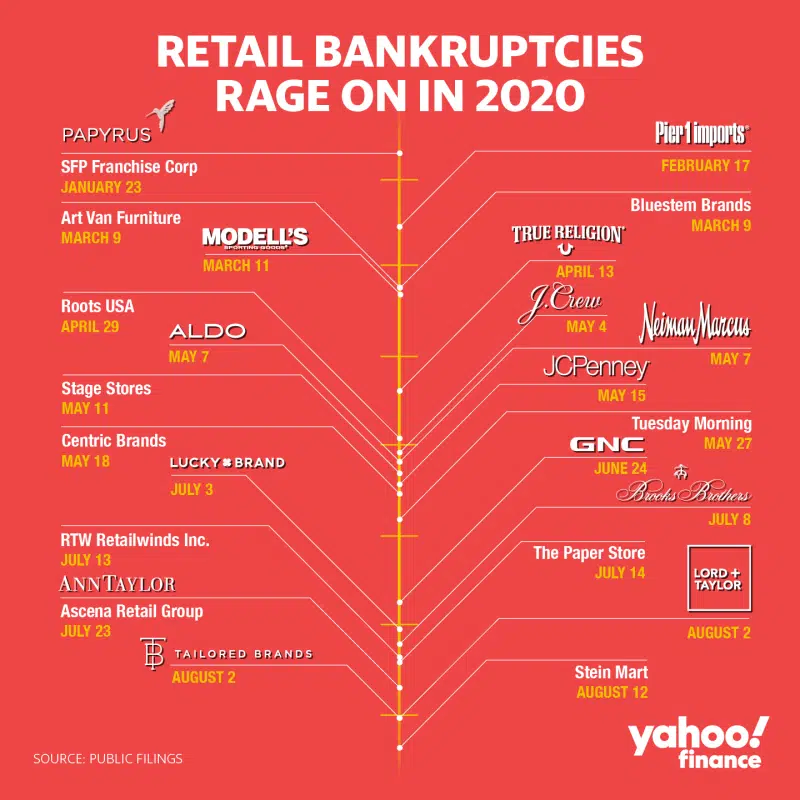 RETAIL BANKRUPTCIES
RAGE ON IN 2020
PAPYRUS
SFP Franchise Corp
JANUARY 23
Pier 1 imports®
FEBRUARY 17
Art Van Furniture
MARCH 9
Bluestem Brands
MARCH 9
MODELL'S
SPORTING GOODS®
MARCH 11
TRUE RELIGION®
APRIL 13
Roots USA
APRIL 29
J.Crew
MAY 4
ALDO
MAY 7
Neiman Marcus
MAY 7
Stage Stores
MAY 11
JCPenney
MAY 15
Centric Brands
MAY 18
Tuesday Morning
MAY 27
GNC
JUNE 24
LUCKY BRAND
JULY 3
Brooks Brothers
JULY 8
RTW Retailwinds Inc.
JULY 13
The Paper Store
JULY 14
ANN TAYLOR
Ascena Retail Group
JULY 23
LORD +
TAYLOR
AUGUST 2
TB TAILORED BRANDS
AUGUST 2
Stein Mart
AUGUST 12
SOURCE: PUBLIC FILINGS
yahoo!
finance